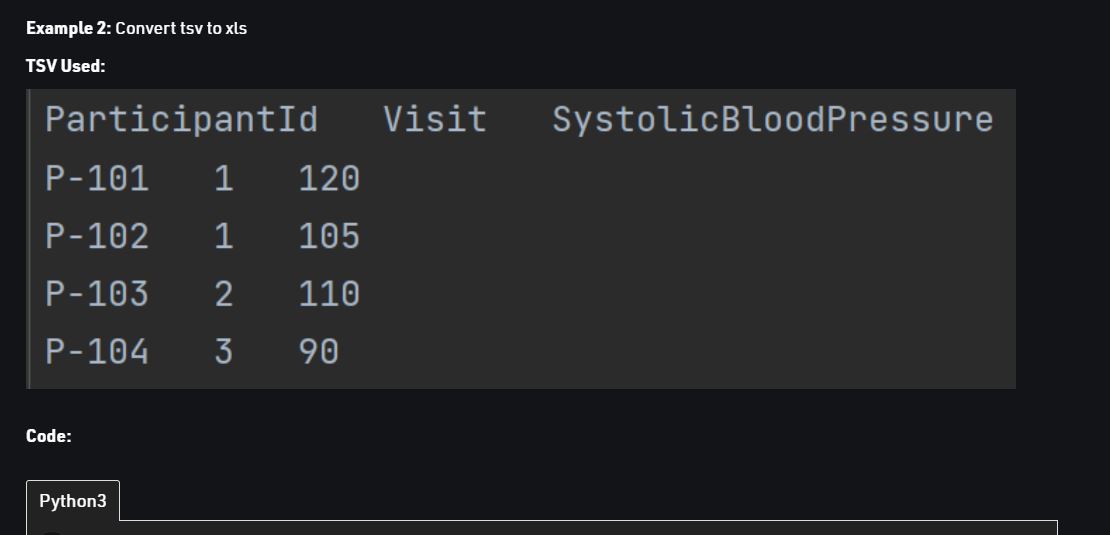 Example 2: Convert tsv to xls
TSV Used:
ParticipantId Visit SystolicBloodPressure
P-101 1 120
P-102 1 105
P-103 2 110
P-104 3 90
Code:
Python3